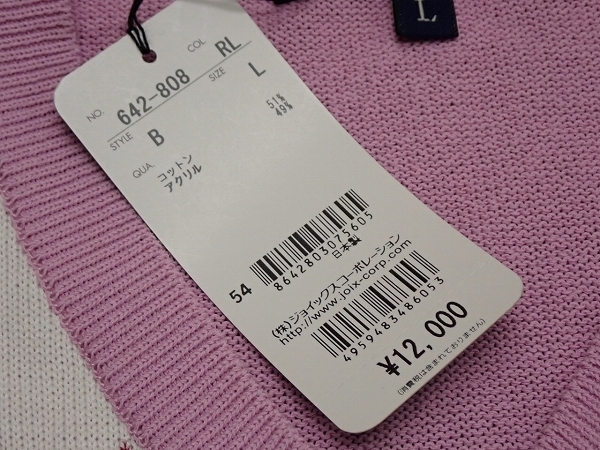 L
NO. 642-808 COL RL
STYLE B SIZE L
QUA. コットン 51%
アクリル 49%
54
8642803075605
日本製
(株)ジョイックスコーポレーション
http://www.joix-corp.com
4959483486053
¥12,000
(消費税は含まれておりません)